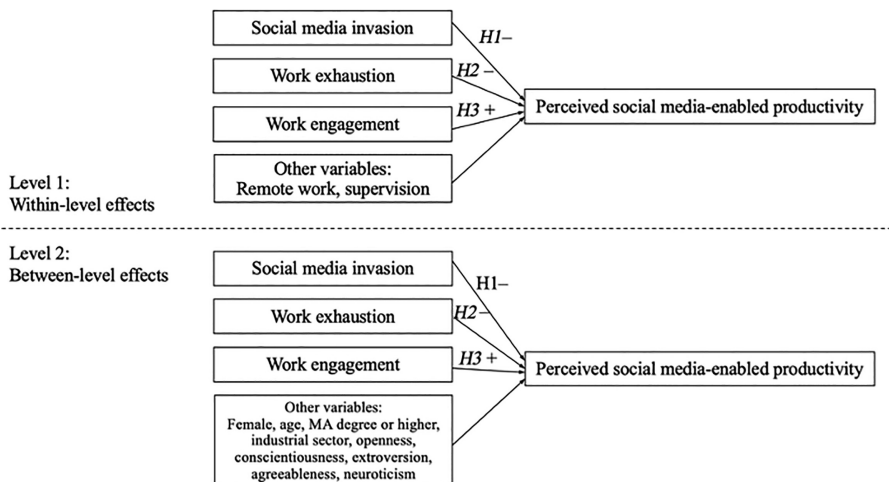 Social media invasion
H1–
Work exhaustion
H2 –
Perceived social media-enabled productivity
Work engagement
H3 +
Other variables:
Remote work, supervision
Level 1:
Within-level effects
Level 2:
Between-level effects
Social media invasion
H1–
Work exhaustion
H2 –
Work engagement
H3 +
Perceived social media-enabled productivity
Other variables:
Female, age, MA degree or higher,
industrial sector, openness,
conscientiousness, extroversion,
agreeableness, neuroticism